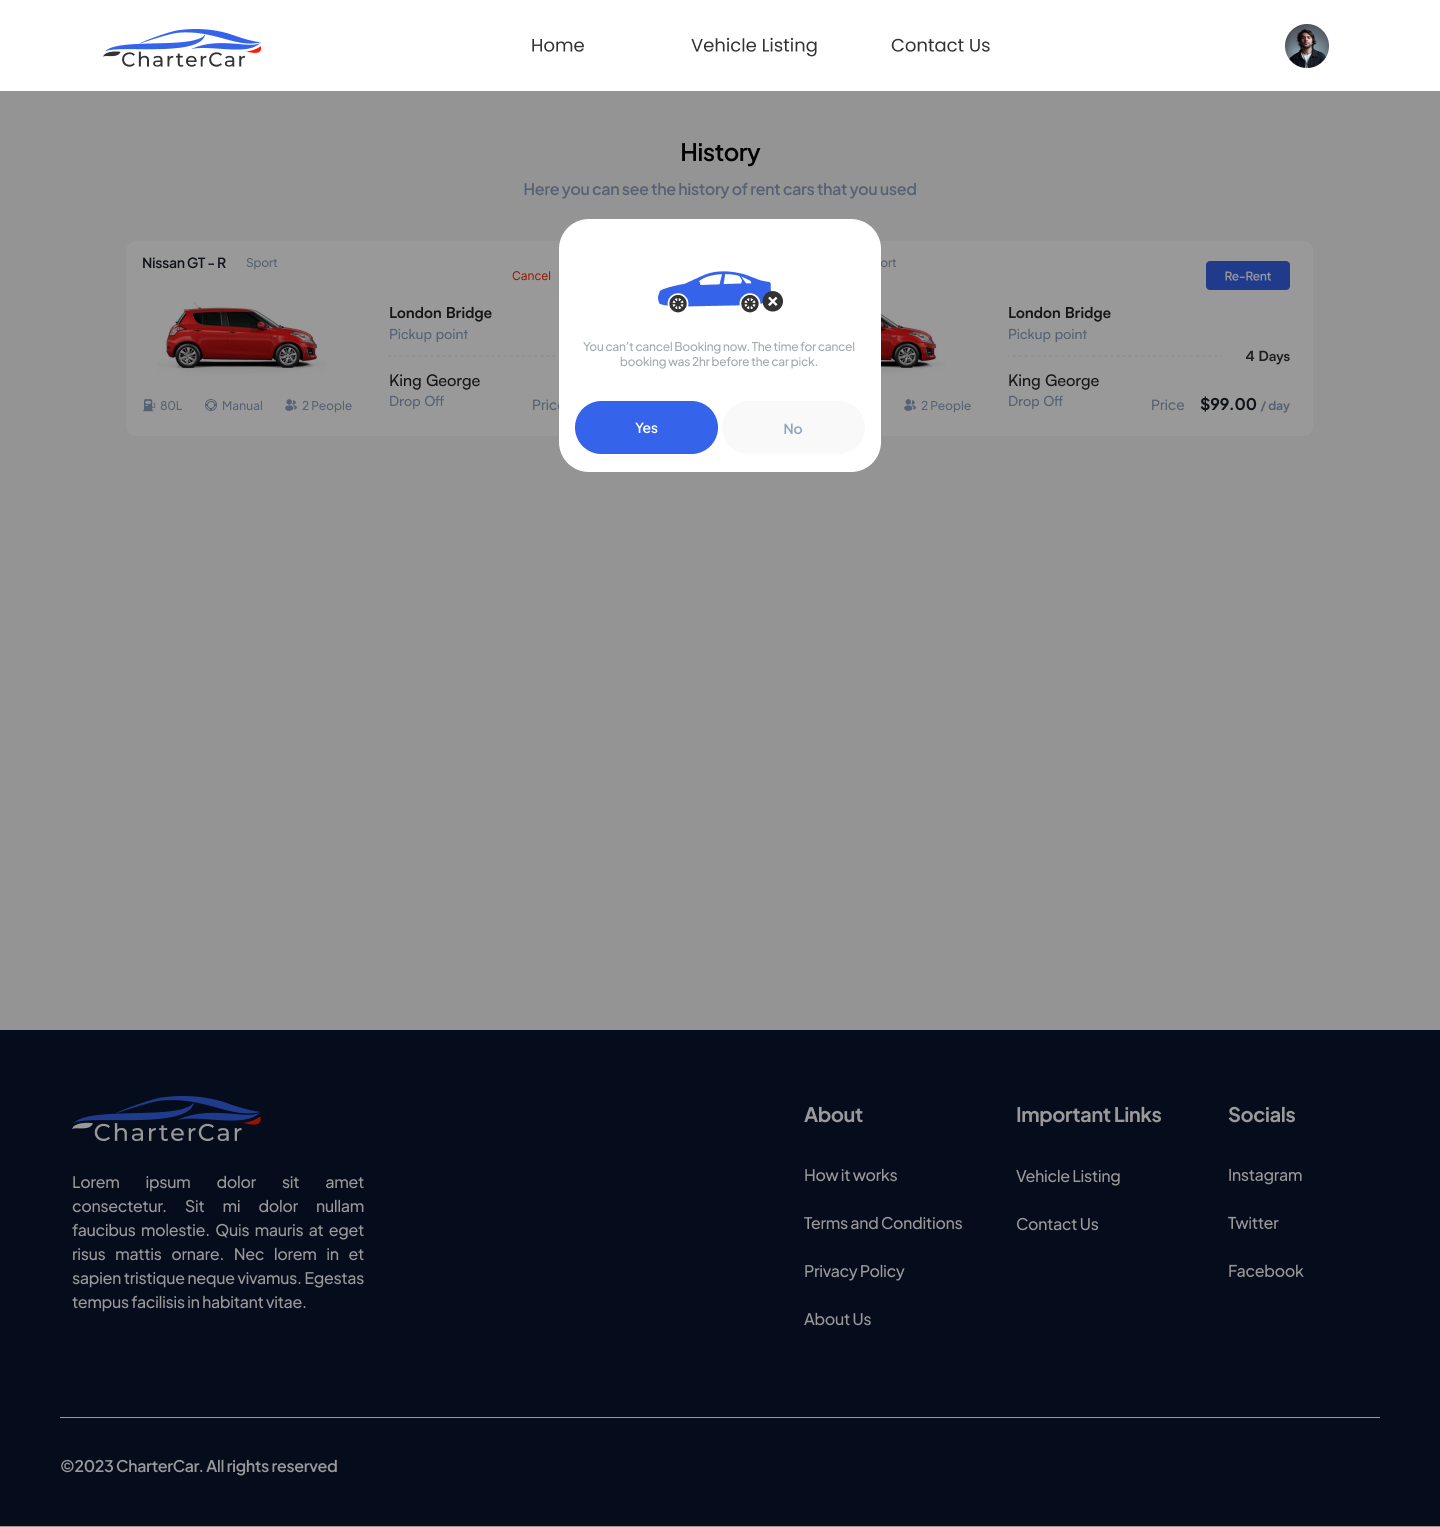 CharterCar
Home
Vehicle Listing
Contact Us
History
Here you can see the history of rent cars that you used
Nissan GT - R
Sport
Cancel
London Bridge
Pickup point
King George
Drop Off
80L
Manual
2 People
Re-Rent
London Bridge
Pickup point
4 Days
King George
Drop Off
2 People
Price
$99.00 / day
You can't cancel Booking now. The time for cancel
booking was 2hr before the car pick.
Yes
No
CharterCar
Lorem ipsum dolor sit amet
consectetur. Sit mi dolor nullam
faucibus molestie. Quis mauris at eget
risus mattis ornare. Nec lorem in et
sapien tristique neque vivamus. Egestas
tempus facilisis in habitant vitae.
About
How it works
Terms and Conditions
Privacy Policy
About Us
Important Links
Vehicle Listing
Contact Us
Socials
Instagram
Twitter
Facebook
©2023 CharterCar. All rights reserved